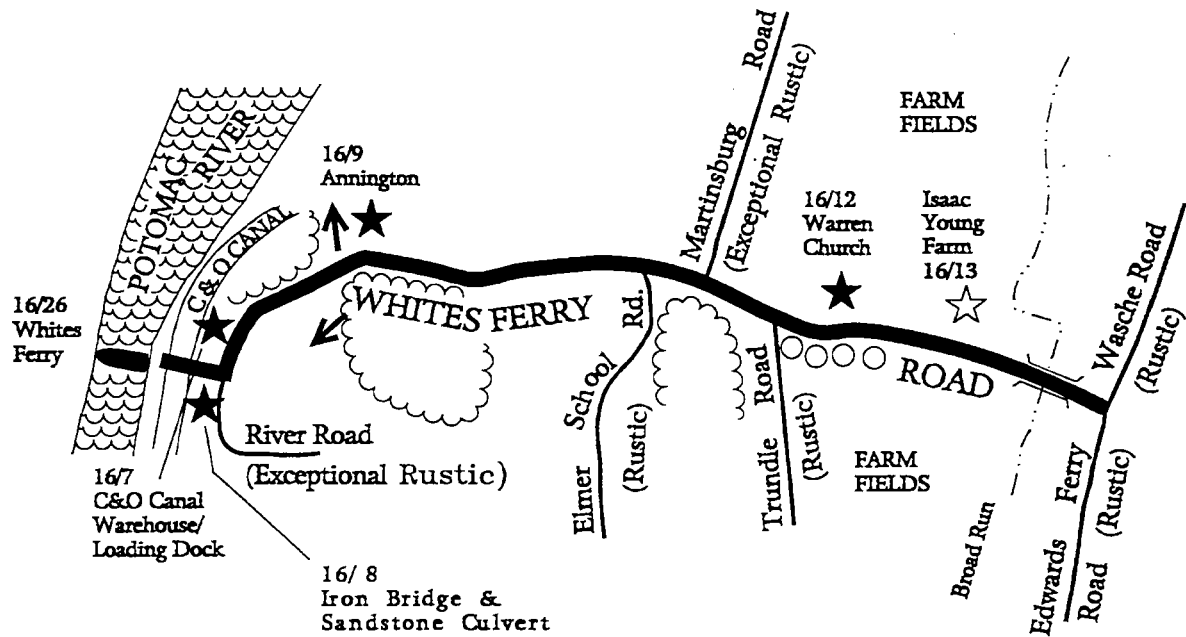 POTOMAC
RIVER
C&O CANAL
16/9
Annington
16/26
Whites
Ferry
WHITES FERRY
ROAD
River Road
(Exceptional Rustic)
16/7
C&O Canal
Warehouse/
Loading Dock
16/ 8
Iron Bridge &
Sandstone Culvert
Elmer School Rd.
(Rustic)
Martinsburg Road
(Exceptional Rustic)
Trundle Road
(Rustic)
FARM
FIELDS
16/12
Warren
Church
Isaac
Young
Farm
16/13
FARM
FIELDS
Broad Run
Wasche Road
(Rustic)
Edwards Ferry
Road (Rustic)